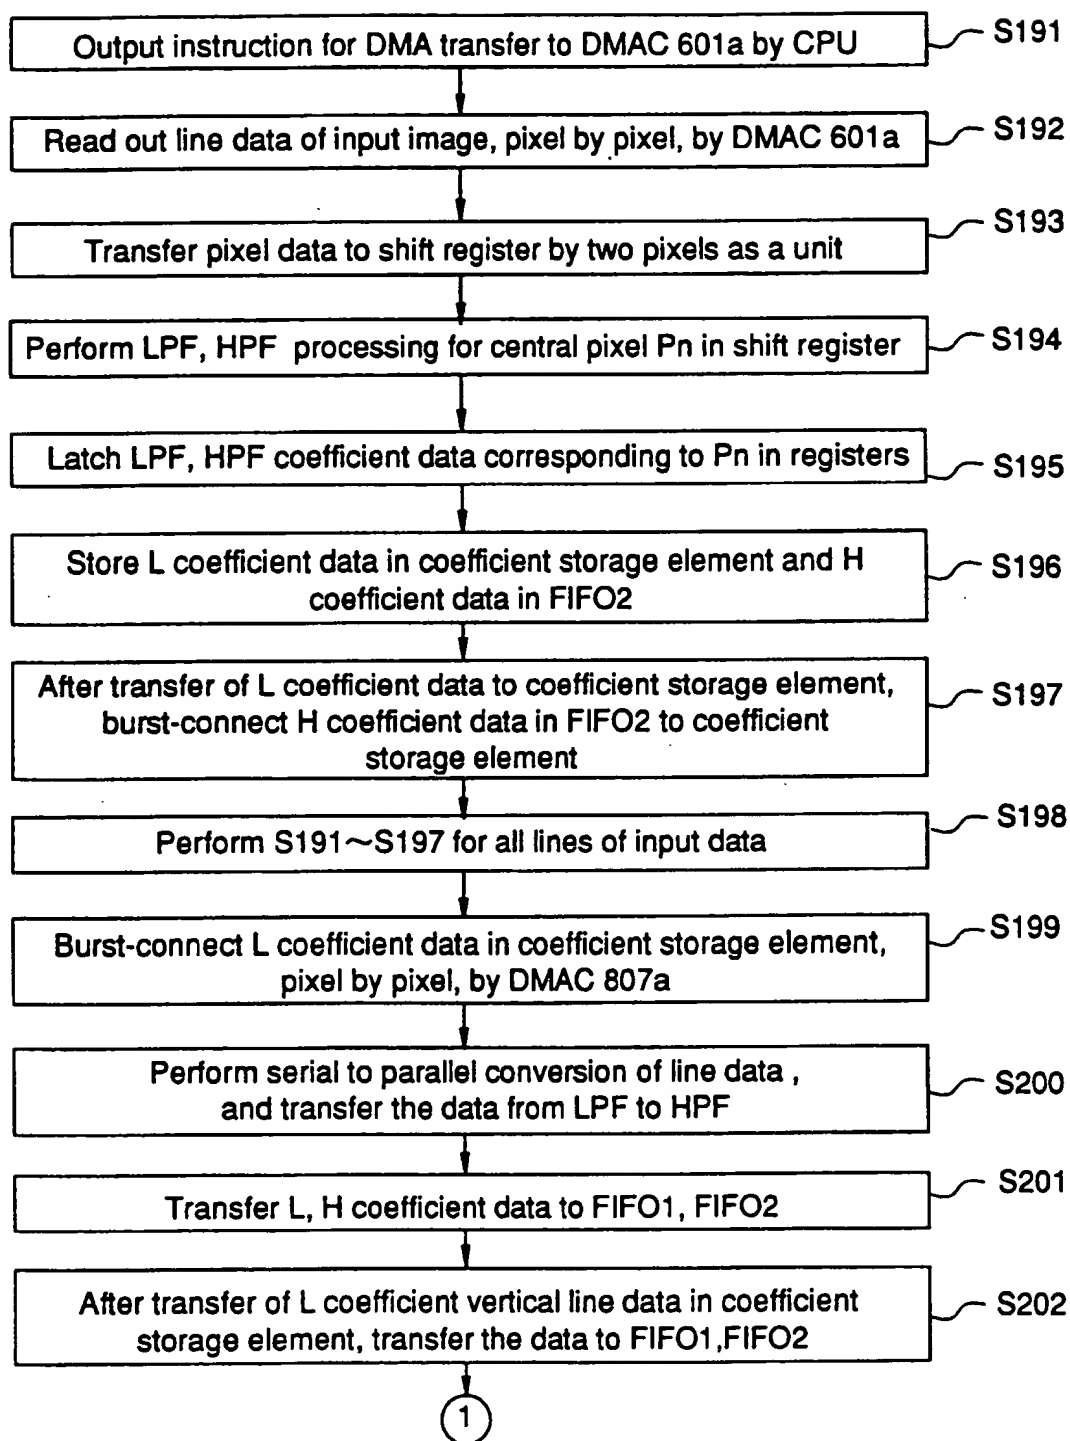 Output instruction for DMA transfer to DMAC 601a by CPU
S191
Read out line data of input image, pixel by pixel, by DMAC 601a
S192
Transfer pixel data to shift register by two pixels as a unit
S193
Perform LPF, HPF processing for central pixel Pn in shift register
S194
Latch LPF, HPF coefficient data corresponding to Pn in registers
S195
Store L coefficient data in coefficient storage element and H
coefficient data in FIFO2
S196
After transfer of L coefficient data to coefficient storage element,
burst-connect H coefficient data in FIFO2 to coefficient
storage element
S197
Perform S191~S197 for all lines of input data
S198
Burst-connect L coefficient data in coefficient storage element,
pixel by pixel, by DMAC 807a
S199
Perform serial to parallel conversion of line data ,
and transfer the data from LPF to HPF
S200
Transfer L, H coefficient data to FIFO1, FIFO2
S201
After transfer of L coefficient vertical line data in coefficient
storage element, transfer the data to FIFO1,FIFO2
S202
1